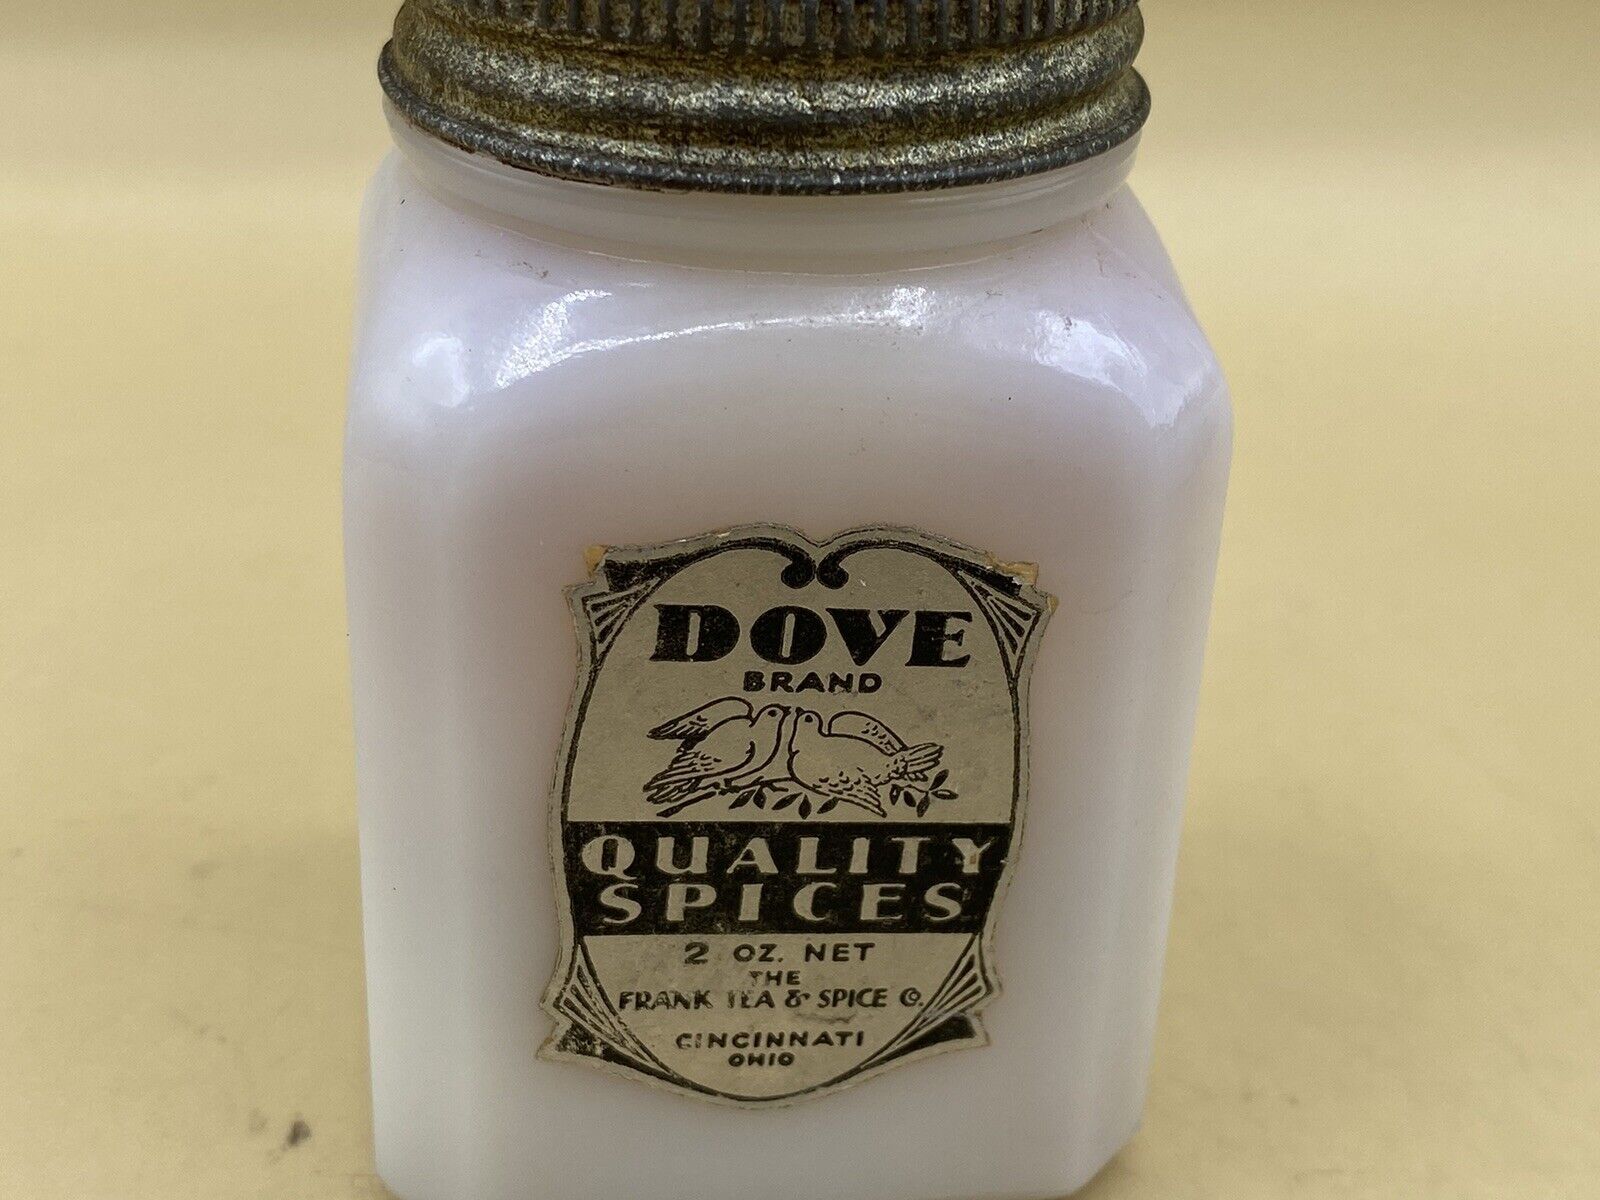 DOVE
BRAND
QUALITY
SPICES
2 OZ. NET
THE
FRANK TEA & SPICE Co.
CINCINNATI
OHIO